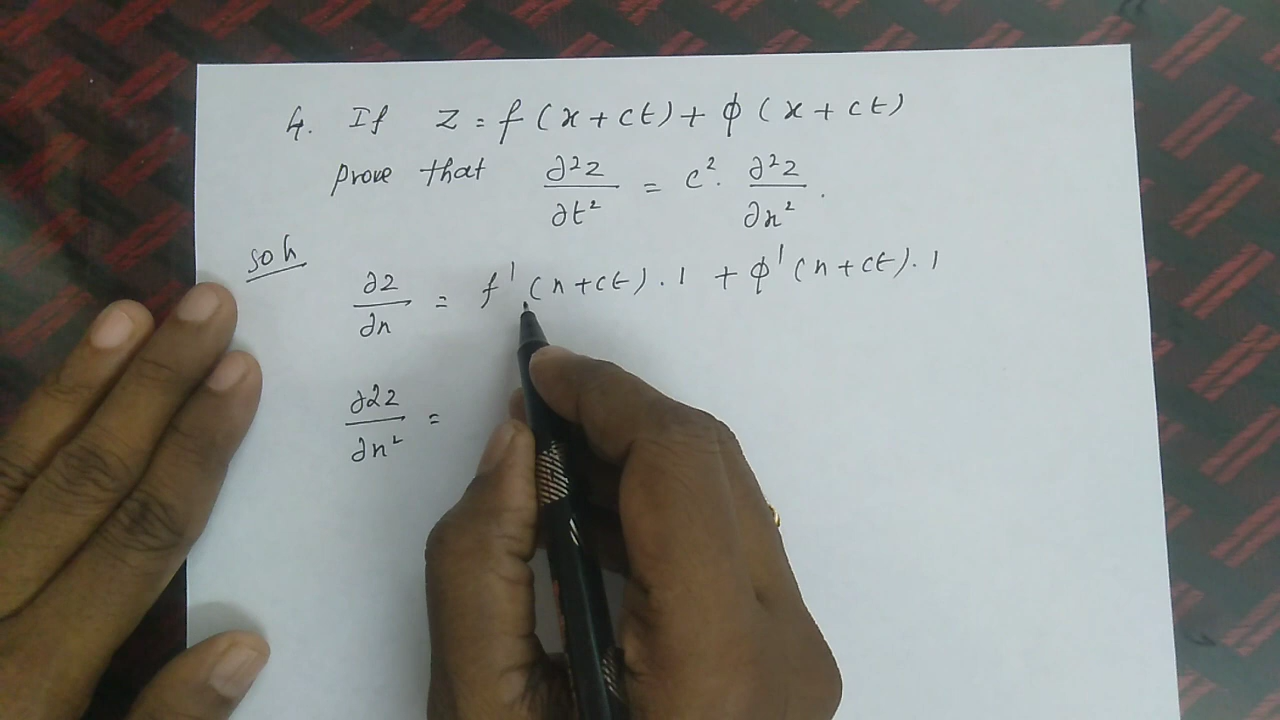 4. If z = f (x + ct) + ϕ (x + ct)
prove that ∂²z/∂t² = c². ∂²z/∂x².
soln
∂z/∂x = f' (x + ct) . 1 + ϕ' (x + ct) . 1
∂²z/∂x² =